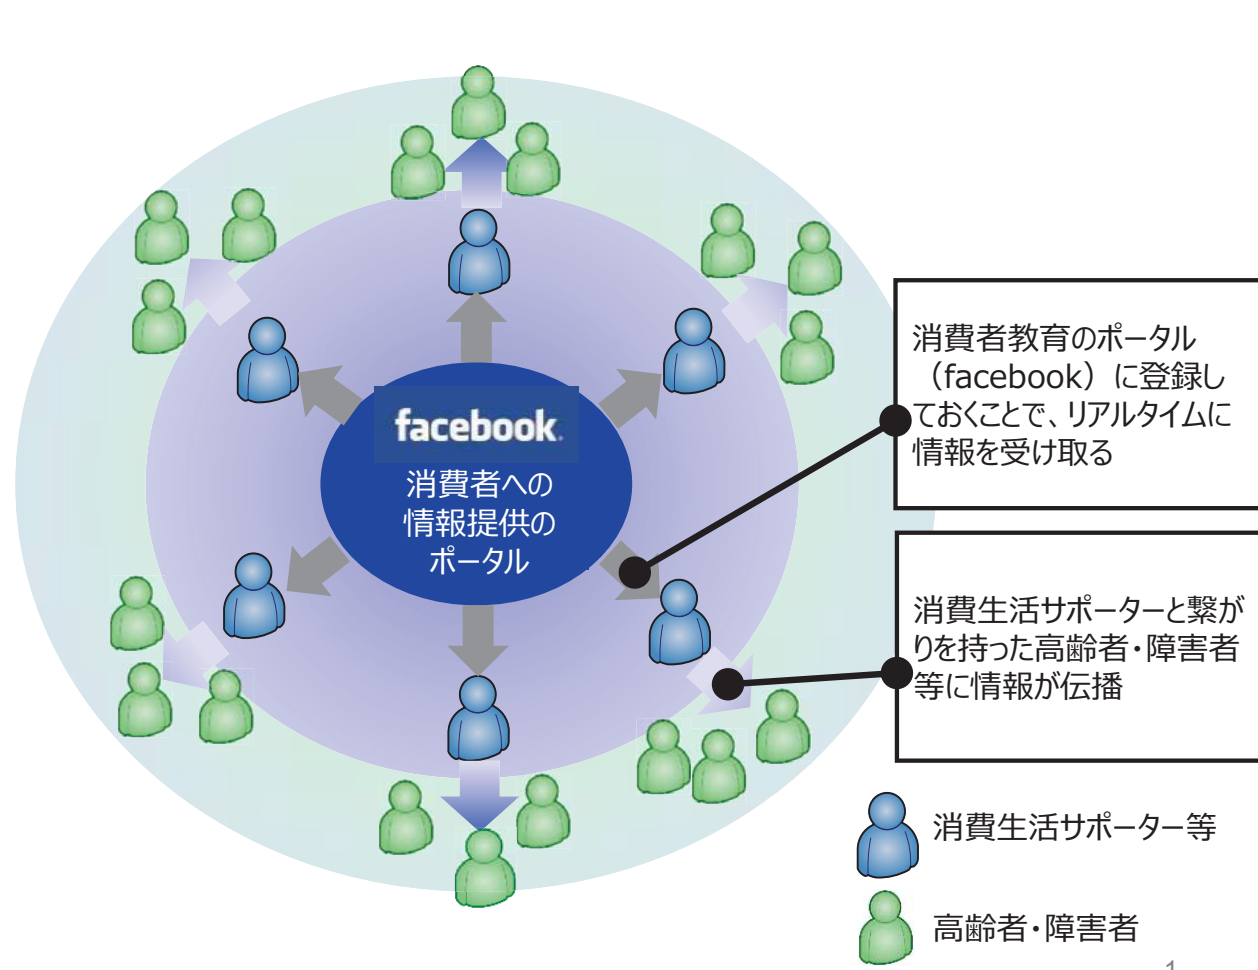 facebook.
消費者への
情報提供の
ポータル
消費者教育のポータル
（facebook）に登録し
ておくことで、リアルタイムに
情報を受け取る
消費生活サポーターと繋が
りを持った高齢者・障害者
等に情報が伝播
消費生活サポーター等
高齢者・障害者
1